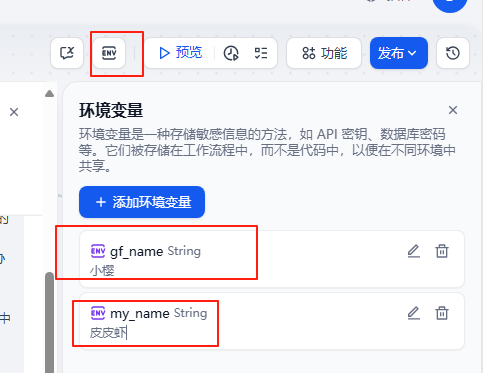 ENV
预览
功能
发布
环境变量
环境变量是一种存储敏感信息的方法，如 API 密钥、数据库密码
等。它们被存储在工作流程中，而不是代码中，以便在不同环境中
共享。
+ 添加环境变量
ENV gf_name String
小樱
ENV my_name String
皮皮虾
的
中